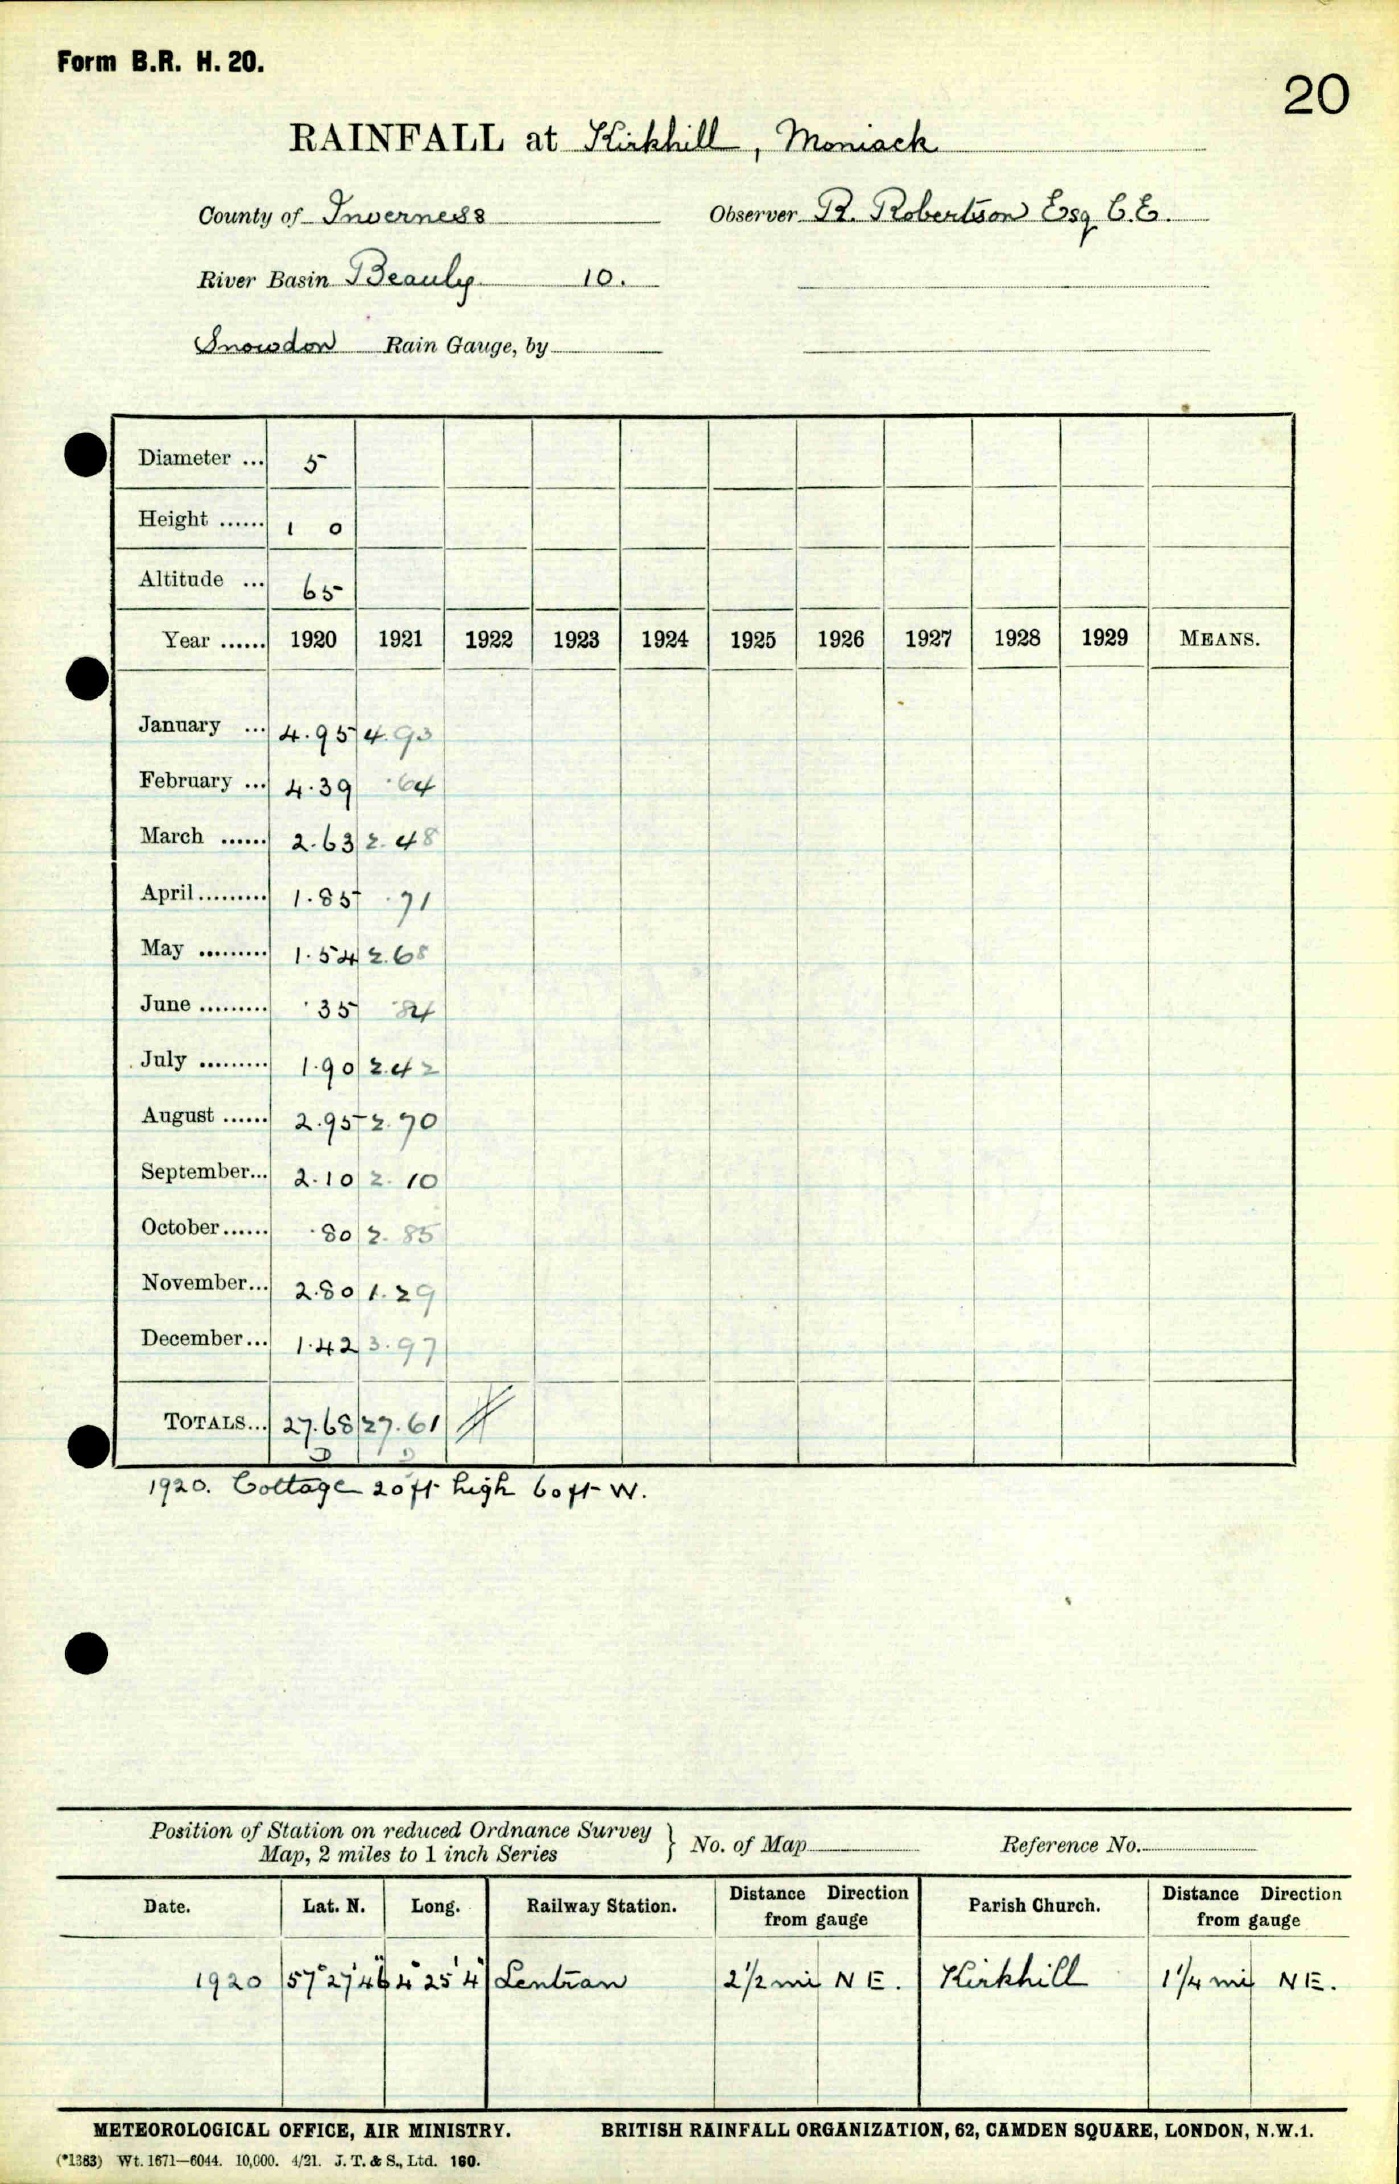 Form B.R. H. 20.
20
RAINFALL at Kirkhill, Moniack
County of Inverness Observer R. Robertson Esq C.E.
River Basin Beauly 10.
Snowdon Rain Gauge, by
Diameter ... 5
Height ...... 1 0
Altitude ... 65
Year ...... 1920 1921 1922 1923 1924 1925 1926 1927 1928 1929 MEANS.
January ... 4.95 4.93
February ... 4.39 .64
March ...... 2.63 2.48
April ......... 1.85 .71
May ......... 1.54 2.68
June ......... .35 .84
July ......... 1.90 2.42
August ...... 2.95 2.70
September... 2.10 2.10
October...... .80 2.85
November... 2.80 1.29
December... 1.42 3.97
TOTALS... 27.68 27.61
D D
1920. Cottage 20ft high 60ft W.
Position of Station on reduced Ordnance Survey
Map, 2 miles to 1 inch Series } No. of Map Reference No.
Date. Lat. N. Long. Railway Station. Distance Direction from gauge Parish Church. Distance Direction from gauge
1920 57°27'46" 4°25'4" Lentran 2½ mi N E. Kirkhill 1¼ mi NE.
METEOROLOGICAL OFFICE, AIR MINISTRY. BRITISH RAINFALL ORGANIZATION, 62, CAMDEN SQUARE, LONDON, N.W.1.
(*1383) Wt. 1671—6044. 10,000. 4/21. J. T. & S., Ltd. 160.